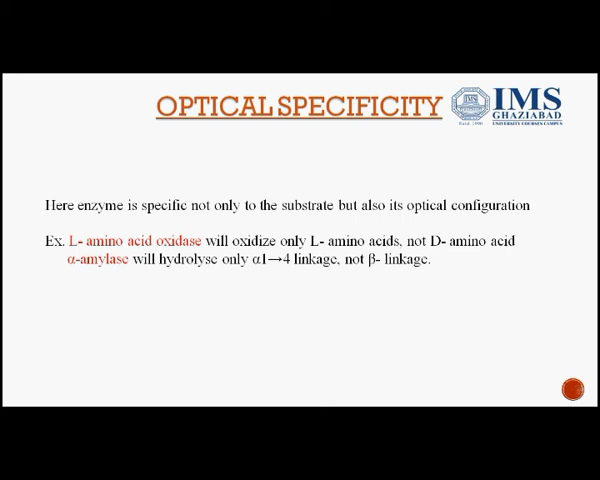 OPTICAL SPECIFICITY
IMS
GHAZIABAD
UNIVERSITY COURSES CAMPUS
Here enzyme is specific not only to the substrate but also its optical configuration
Ex. L- amino acid oxidase will oxidize only L- amino acids, not D- amino acid
α-amylase will hydrolyse only α1→4 linkage, not β- linkage.